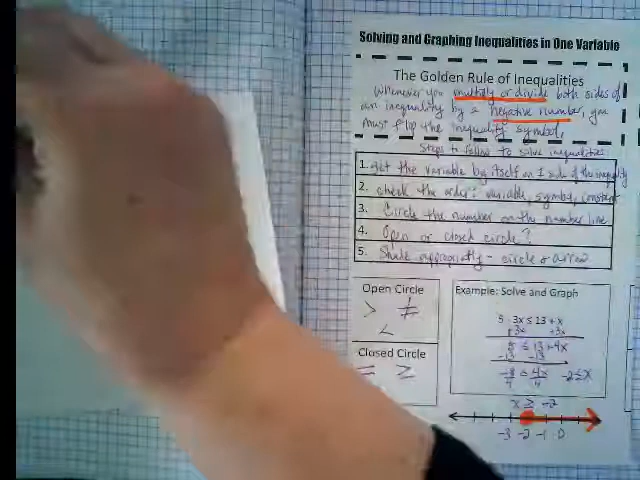 Solving and Graphing Inequalities in One Variable
The Golden Rule of Inequalities
Whenever you multiply or divide both sides of
an inequality by a negative number, you
must flip the inequality symbol.
Steps to follow to solve inequalities
1. get the variable by itself on 1 side of the inequality
2. check the order: variable, symbol, constant
3. Circle the number on the number line
4. Open or closed circle?
5. Shade appropriately - circle & arrow
Open Circle
> ≠
<
Closed Circle
= ≥
Example: Solve and Graph
5 - 3x ≤ 13 + x
+3x +3x
5 ≤ 13 + 4x
-13 -13
-8/4 ≤ 4x/4 -2 ≤ x
x ≥ -2
-3 -2 -1 0